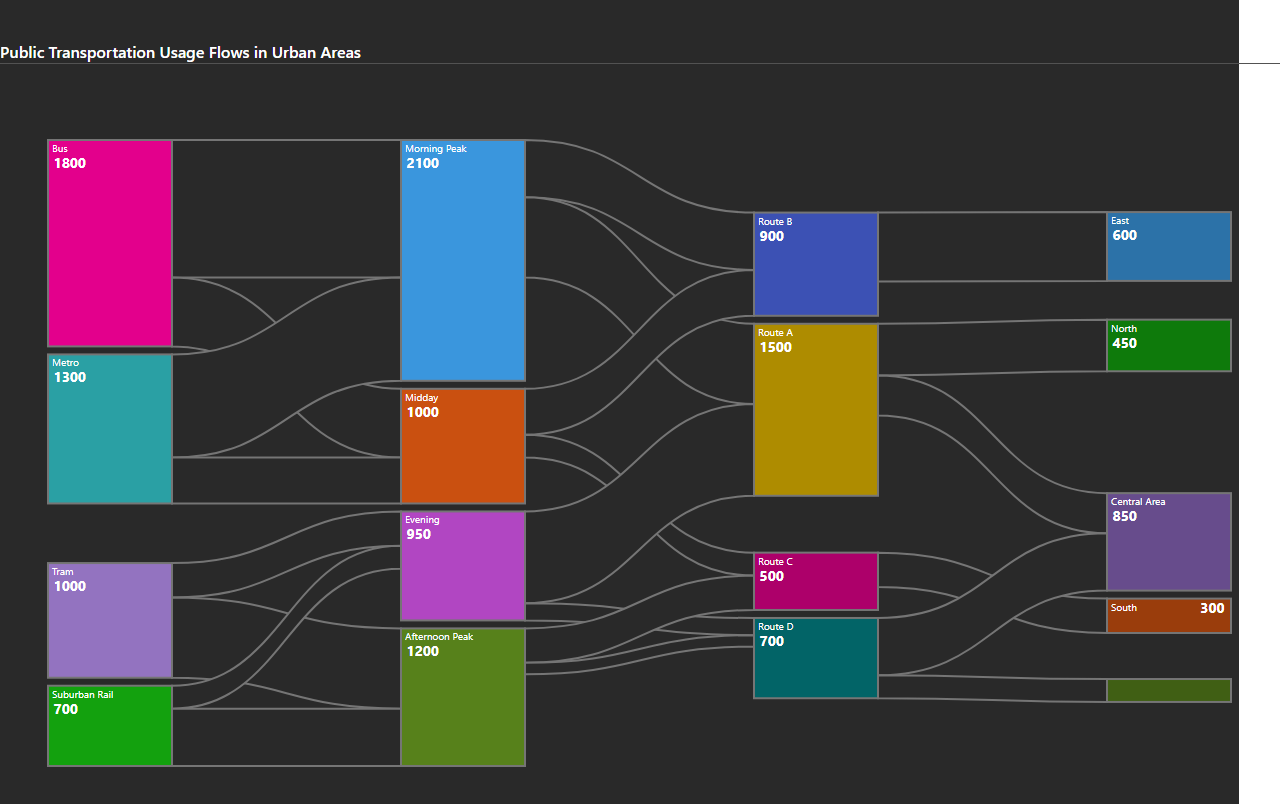 Public Transportation Usage Flows in Urban Areas
Bus
1800
Metro
1300
Tram
1000
Suburban Rail
700
Morning Peak
2100
Midday
1000
Evening
950
Afternoon Peak
1200
Route B
900
Route A
1500
Route C
500
Route D
700
East
600
North
450
Central Area
850
South 300